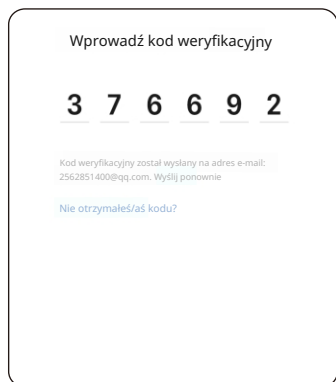 Wprowadź kod weryfikacyjny
3 7 6 6 9 2
Kod weryfikacyjny został wysłany na adres e-mail:
2562851400@qq.com. Wyślij ponownie
Nie otrzymałeś/aś kodu?